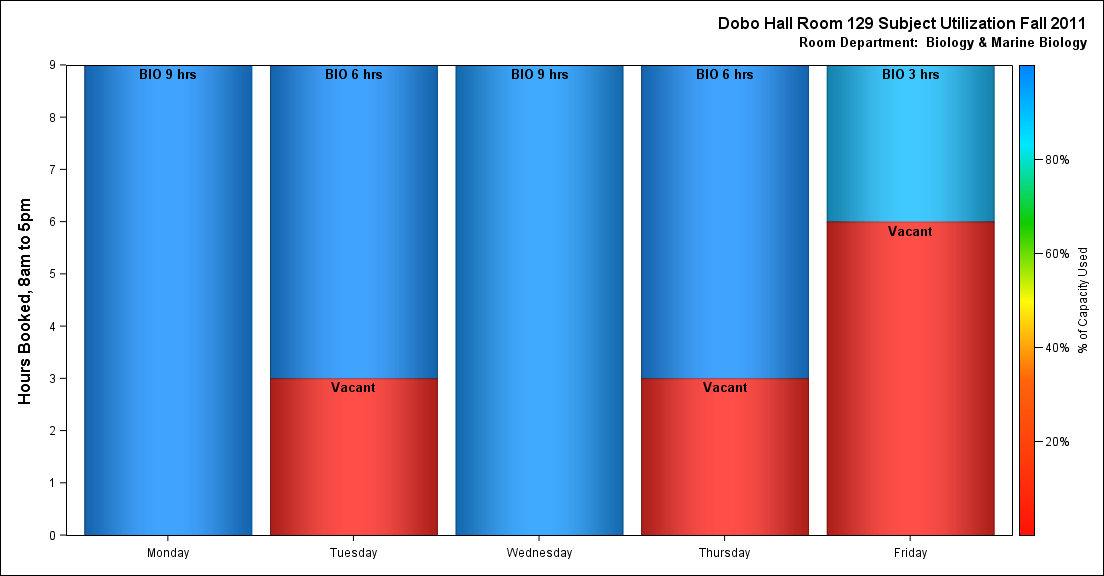 Dobo Hall Room 129 Subject Utilization Fall 2011
Room Department: Biology & Marine Biology
Hours Booked, 8am to 5pm
9
8
7
6
5
4
3
2
1
0
BIO 9 hrs
BIO 6 hrs
BIO 9 hrs
BIO 6 hrs
BIO 3 hrs
Vacant
Vacant
Vacant
Monday
Tuesday
Wednesday
Thursday
Friday
80%
60%
40%
20%
% of Capacity Used